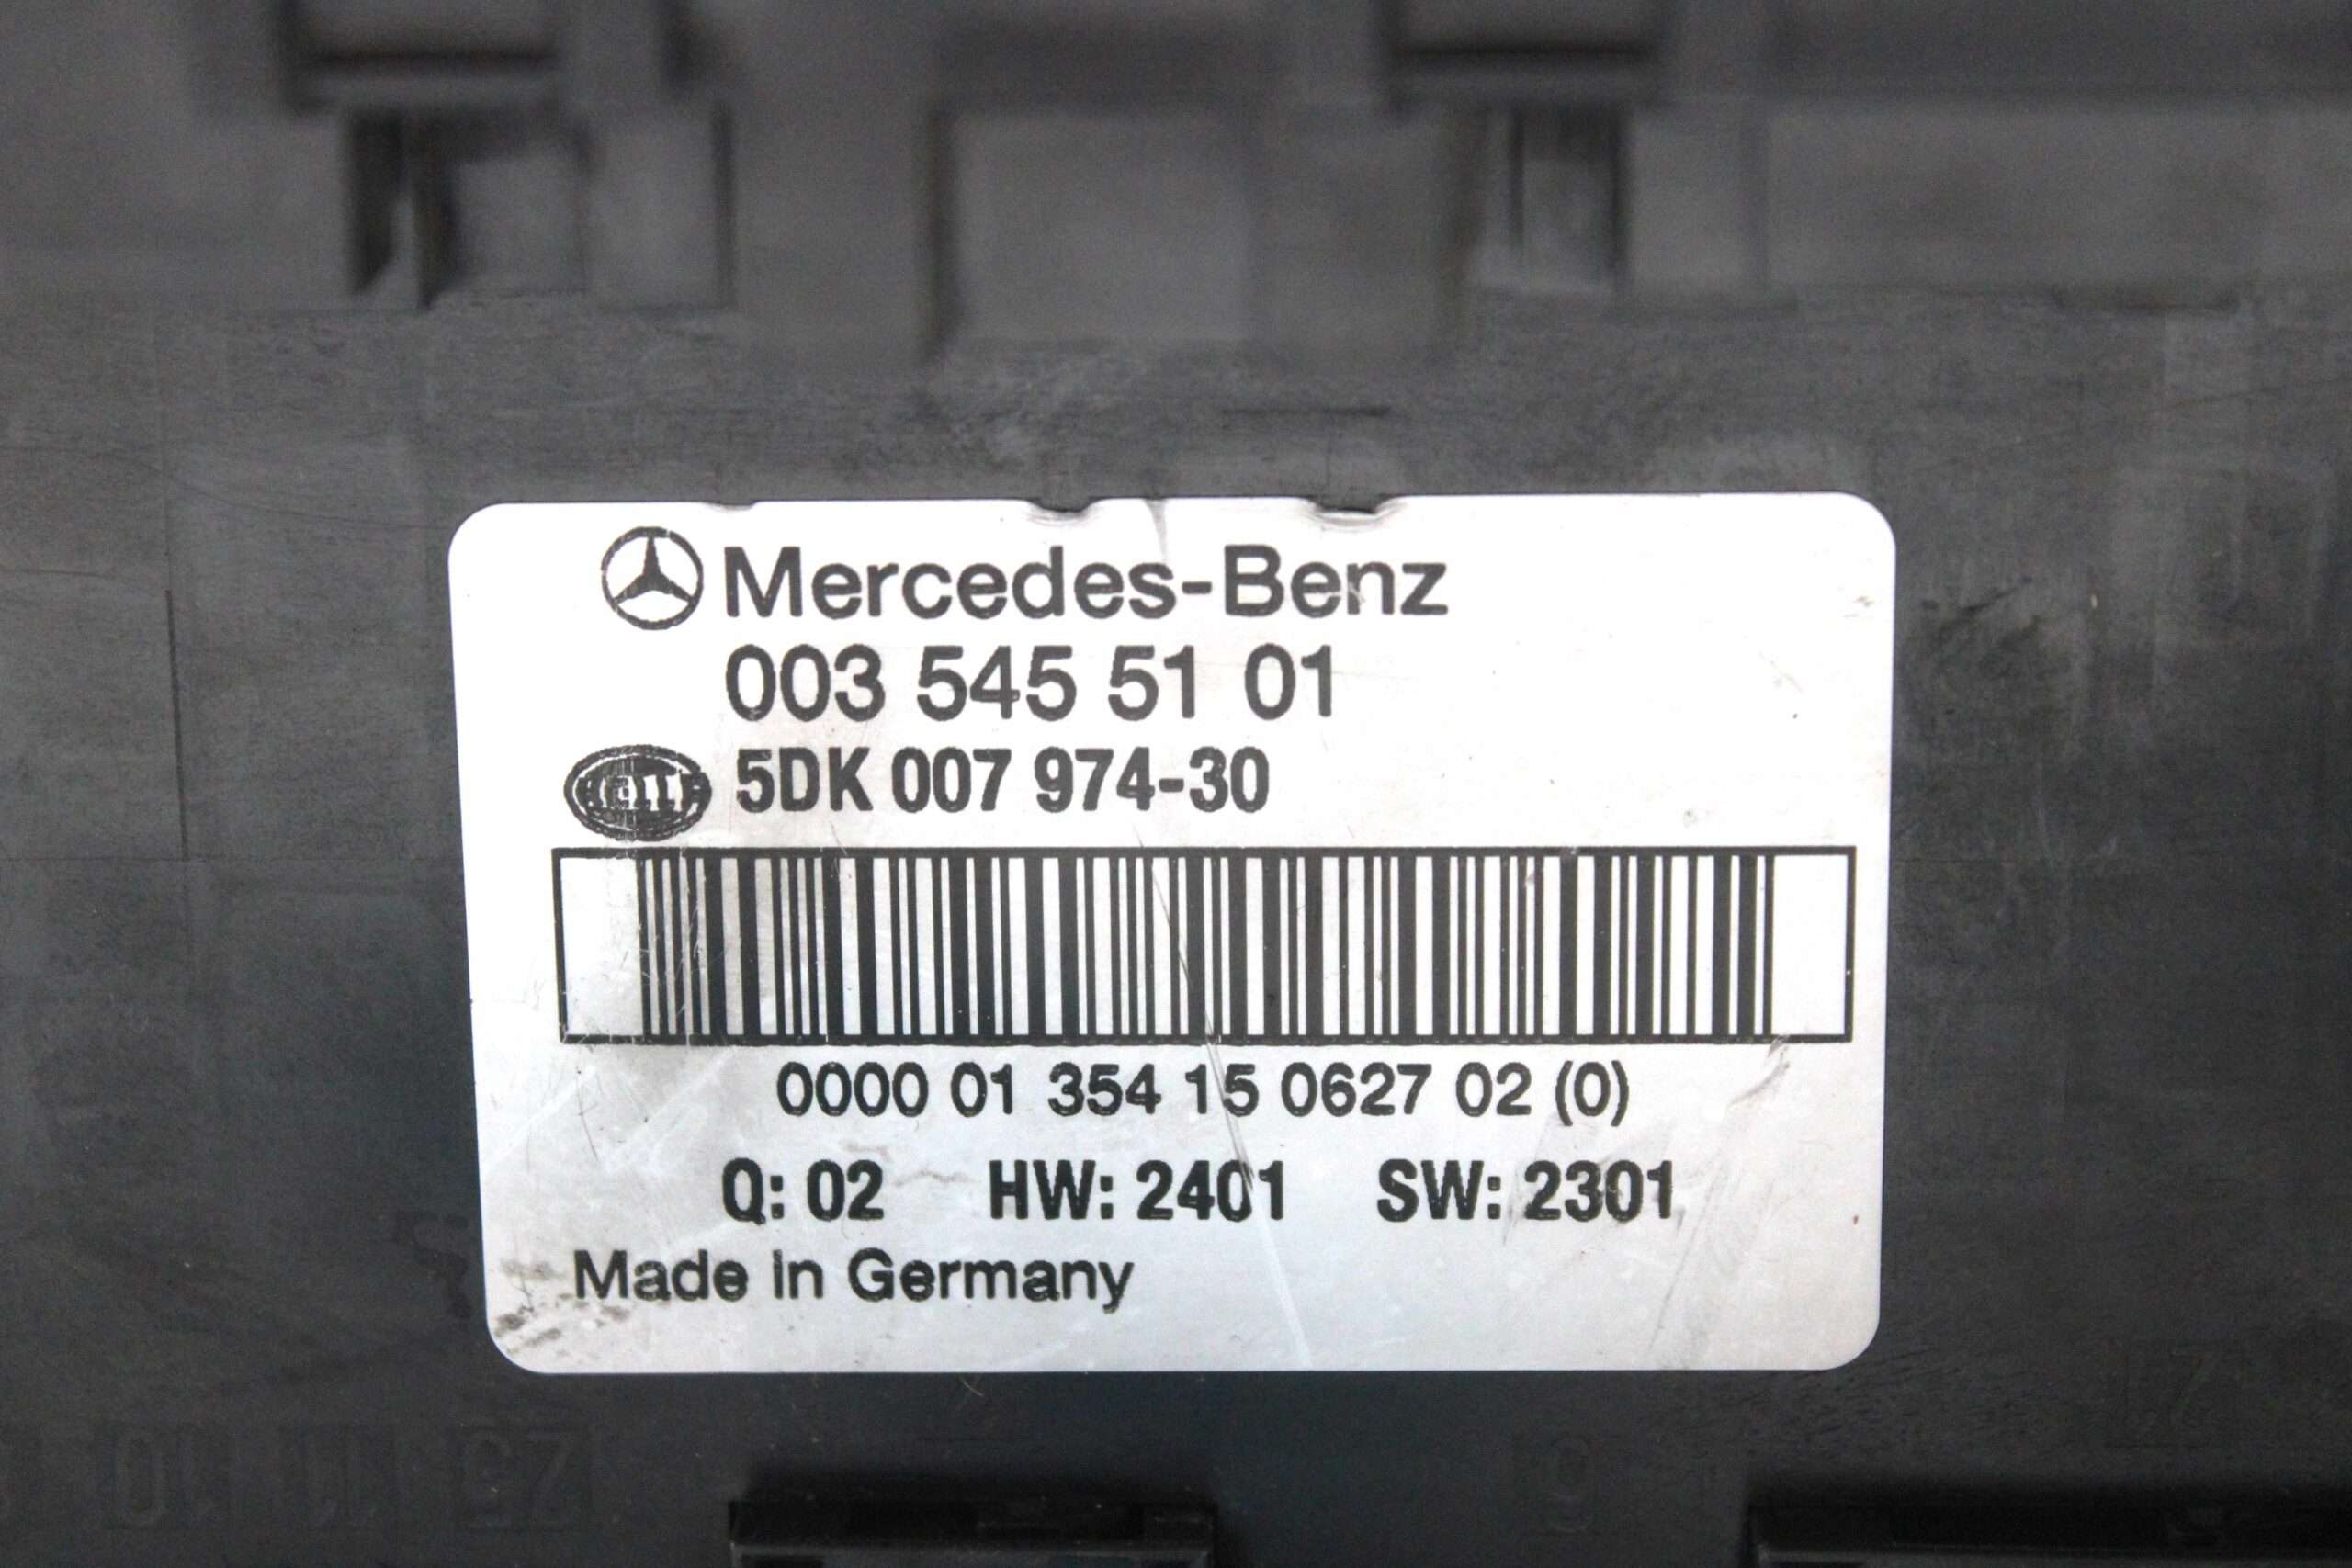 Mercedes-Benz
003 545 51 01
HELLA 5DK 007 974-30
0000 01 354 15 0627 02 (0)
Q: 02 HW: 2401 SW: 2301
Made in Germany